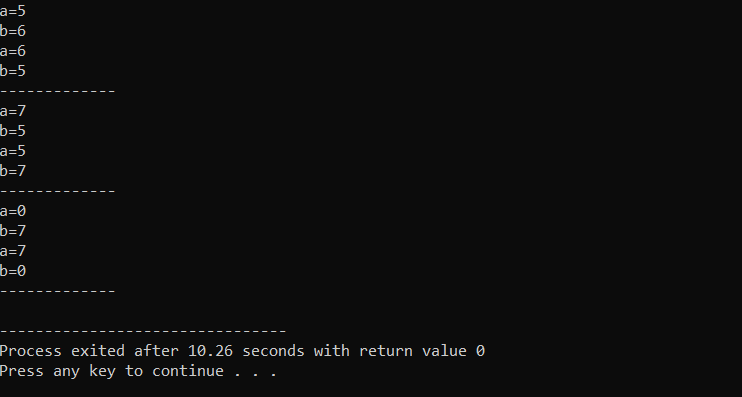 a=5
b=6
a=6
b=5
-------------
a=7
b=5
a=5
b=7
-------------
a=0
b=7
a=7
b=0
-------------

--------------------------------
Process exited after 10.26 seconds with return value 0
Press any key to continue . . .